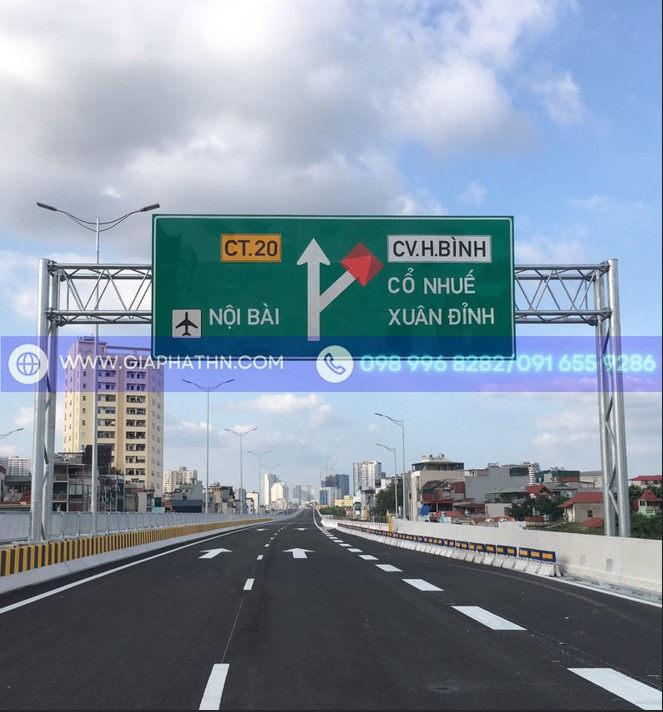 CT.20
CV.H.BÌNH
CỔ NHUẾ
NỘI BÀI
XUÂN ĐỈNH
WWW.GIAPHATHN.COM
098 996 8282/091 655 9286